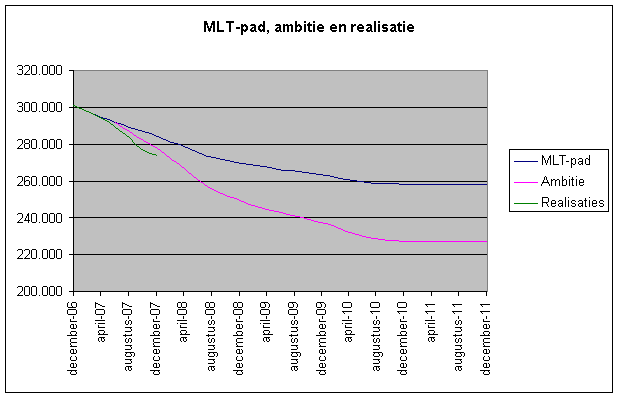 MLT-pad, ambitie en realisatie
320.000
300.000
280.000
260.000
240.000
220.000
200.000
december-06
april-07
augustus-07
december-07
april-08
augustus-08
december-08
april-09
augustus-09
december-09
april-10
augustus-10
december-10
april-11
augustus-11
december-11
MLT-pad
Ambitie
Realisaties